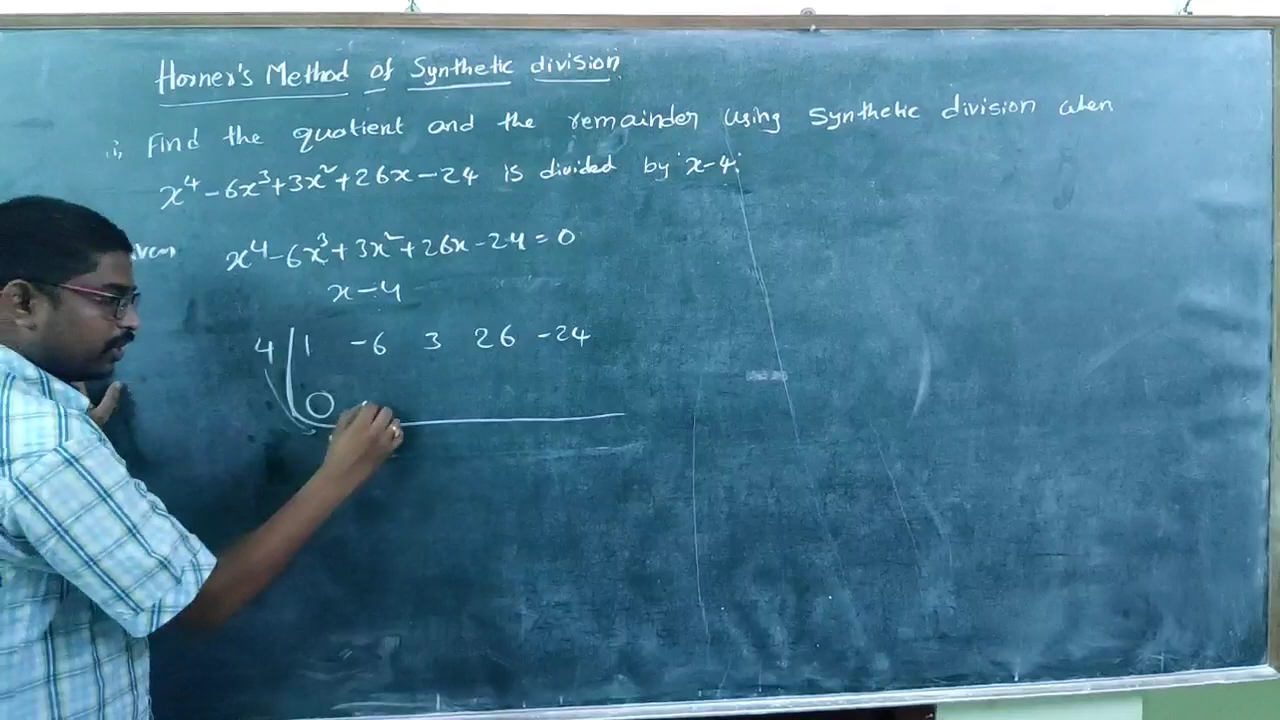 Horner's Method of Synthetic division
i, Find the quotient and the remainder using Synthetic division when
x⁴-6x³+3x²+26x-24 is divided by x-4.
x⁴-6x³+3x²+26x-24=0
x-4
4 | 1 -6 3 26 -24
0